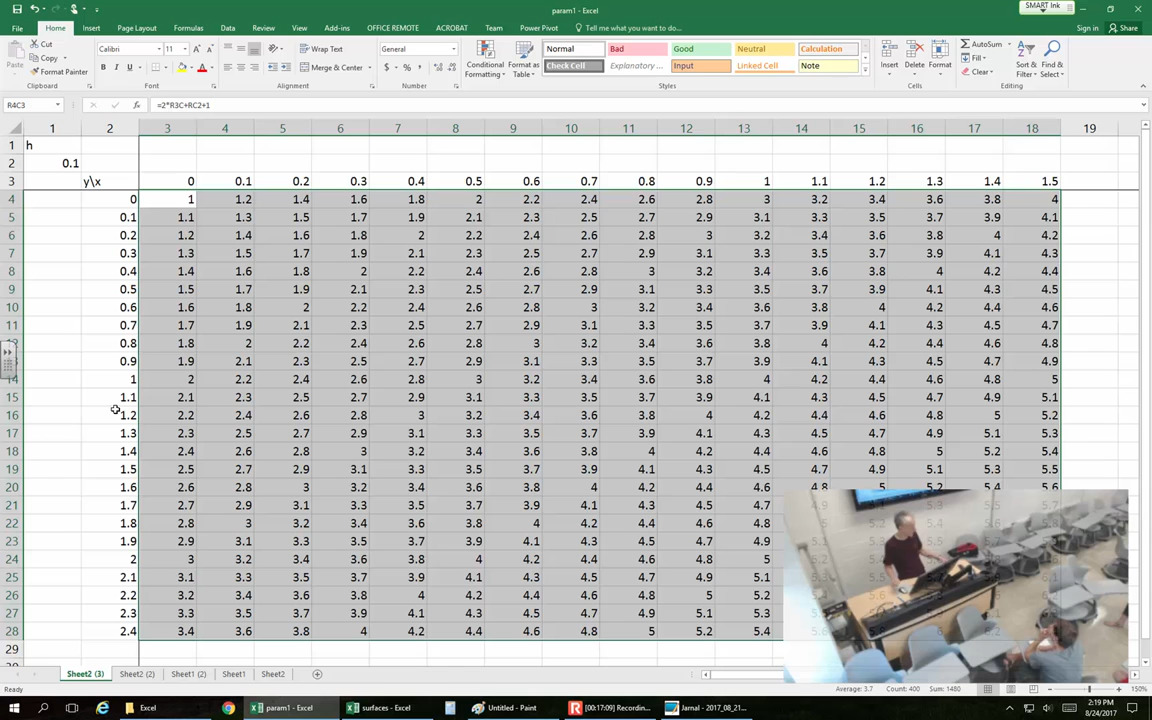 param1 - Excel
SMART Ink
File Home Insert Page Layout Formulas Data Review View Add-ins OFFICE REMOTE ACROBAT Team Power Pivot Tell me what you want to do... Sign in Share
Paste Cut Copy Format Painter
Calibri 11 Wrap Text Merge & Center General
Conditional Formatting Format as Table
Normal Bad Good Neutral Calculation
Check Cell Explanatory ... Input Linked Cell Note
Insert Delete Format AutoSum Fill Clear Sort & Filter Find & Select
Clipboard Font Alignment Number Styles Cells Editing
R4C3 =2*R3C+RC2+1
1 2 3 4 5 6 7 8 9 10 11 12 13 14 15 16 17 18 19
1 h
2 0.1
3 y\x 0 0.1 0.2 0.3 0.4 0.5 0.6 0.7 0.8 0.9 1 1.1 1.2 1.3 1.4 1.5
4 0 1 1.2 1.4 1.6 1.8 2 2.2 2.4 2.6 2.8 3 3.2 3.4 3.6 3.8 4
5 0.1 1.1 1.3 1.5 1.7 1.9 2.1 2.3 2.5 2.7 2.9 3.1 3.3 3.5 3.7 3.9 4.1
6 0.2 1.2 1.4 1.6 1.8 2 2.2 2.4 2.6 2.8 3 3.2 3.4 3.6 3.8 4 4.2
7 0.3 1.3 1.5 1.7 1.9 2.1 2.3 2.5 2.7 2.9 3.1 3.3 3.5 3.7 3.9 4.1 4.3
8 0.4 1.4 1.6 1.8 2 2.2 2.4 2.6 2.8 3 3.2 3.4 3.6 3.8 4 4.2 4.4
9 0.5 1.5 1.7 1.9 2.1 2.3 2.5 2.7 2.9 3.1 3.3 3.5 3.7 3.9 4.1 4.3 4.5
10 0.6 1.6 1.8 2 2.2 2.4 2.6 2.8 3 3.2 3.4 3.6 3.8 4 4.2 4.4 4.6
11 0.7 1.7 1.9 2.1 2.3 2.5 2.7 2.9 3.1 3.3 3.5 3.7 3.9 4.1 4.3 4.5 4.7
12 0.8 1.8 2 2.2 2.4 2.6 2.8 3 3.2 3.4 3.6 3.8 4 4.2 4.4 4.6 4.8
0.9 1.9 2.1 2.3 2.5 2.7 2.9 3.1 3.3 3.5 3.7 3.9 4.1 4.3 4.5 4.7 4.9
14 1 2 2.2 2.4 2.6 2.8 3 3.2 3.4 3.6 3.8 4 4.2 4.4 4.6 4.8 5
15 1.1 2.1 2.3 2.5 2.7 2.9 3.1 3.3 3.5 3.7 3.9 4.1 4.3 4.5 4.7 4.9 5.1
16 1.2 2.2 2.4 2.6 2.8 3 3.2 3.4 3.6 3.8 4 4.2 4.4 4.6 4.8 5 5.2
17 1.3 2.3 2.5 2.7 2.9 3.1 3.3 3.5 3.7 3.9 4.1 4.3 4.5 4.7 4.9 5.1 5.3
18 1.4 2.4 2.6 2.8 3 3.2 3.4 3.6 3.8 4 4.2 4.4 4.6 4.8 5 5.2 5.4
19 1.5 2.5 2.7 2.9 3.1 3.3 3.5 3.7 3.9 4.1 4.3 4.5 4.7 4.9 5.1 5.3 5.5
20 1.6 2.6 2.8 3 3.2 3.4 3.6 3.8 4 4.2 4.4 4.6 4.8 5 5.2 5.4 5.6
21 1.7 2.7 2.9 3.1 3.3 3.5 3.7 3.9 4.1 4.3 4.5 4.7
22 1.8 2.8 3 3.2 3.4 3.6 3.8 4 4.2 4.4 4.6 4.8
23 1.9 2.9 3.1 3.3 3.5 3.7 3.9 4.1 4.3 4.5 4.7 4.9
24 2 3 3.2 3.4 3.6 3.8 4 4.2 4.4 4.6 4.8 5
25 2.1 3.1 3.3 3.5 3.7 3.9 4.1 4.3 4.5 4.7 4.9 5.1
26 2.2 3.2 3.4 3.6 3.8 4 4.2 4.4 4.6 4.8 5 5.2
27 2.3 3.3 3.5 3.7 3.9 4.1 4.3 4.5 4.7 4.9 5.1 5.3
28 2.4 3.4 3.6 3.8 4 4.2 4.4 4.6 4.8 5 5.2 5.4
29
Sheet2 (3) Sheet2 (2) Sheet1 (2) Sheet1 Sheet2
Ready Average: 3.7 Count: 400 Sum: 1480 150%
Excel param1 - Excel surfaces - Excel Untitled - Paint [00:17:09] Recordin... Jarnal - 2017_08_21... 2:19 PM
8/24/2017